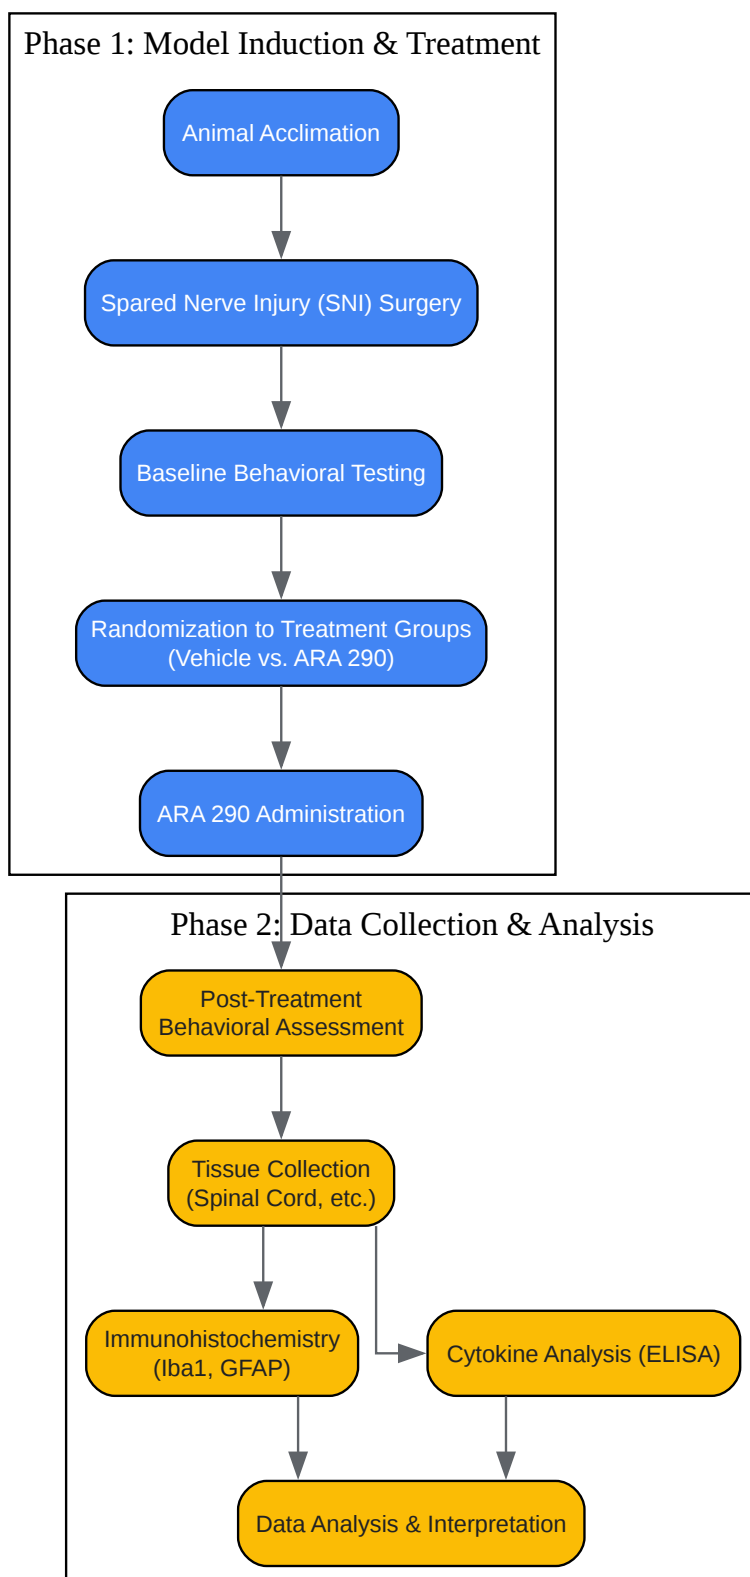 Phase 1: Model Induction & Treatment
Animal Acclimation
Spared Nerve Injury (SNI) Surgery
Baseline Behavioral Testing
Randomization to Treatment Groups
(Vehicle vs. ARA 290)
ARA 290 Administration
Phase 2: Data Collection & Analysis
Post-Treatment
Behavioral Assessment
Tissue Collection
(Spinal Cord, etc.)
Immunohistochemistry
(Iba1, GFAP)
Cytokine Analysis (ELISA)
Data Analysis & Interpretation